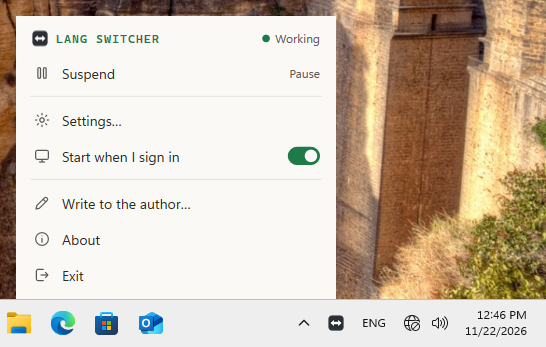 LANG SWITCHER
Working
Suspend
Pause
Settings...
Start when I sign in
Write to the author...
About
Exit
ENG
12:46 PM
11/22/2026